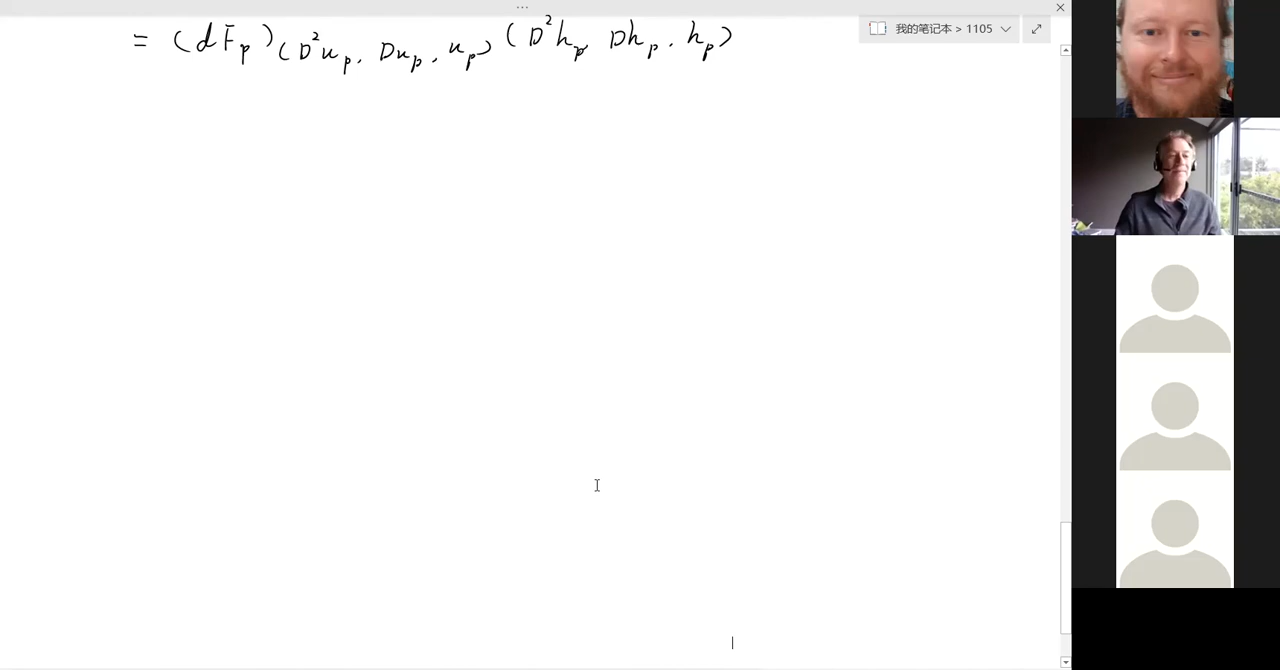 = (dF_p)_{(D²u_p, Du_p, u_p)} (D²h_p, Dh_p, h_p)
我的笔记本 > 1105